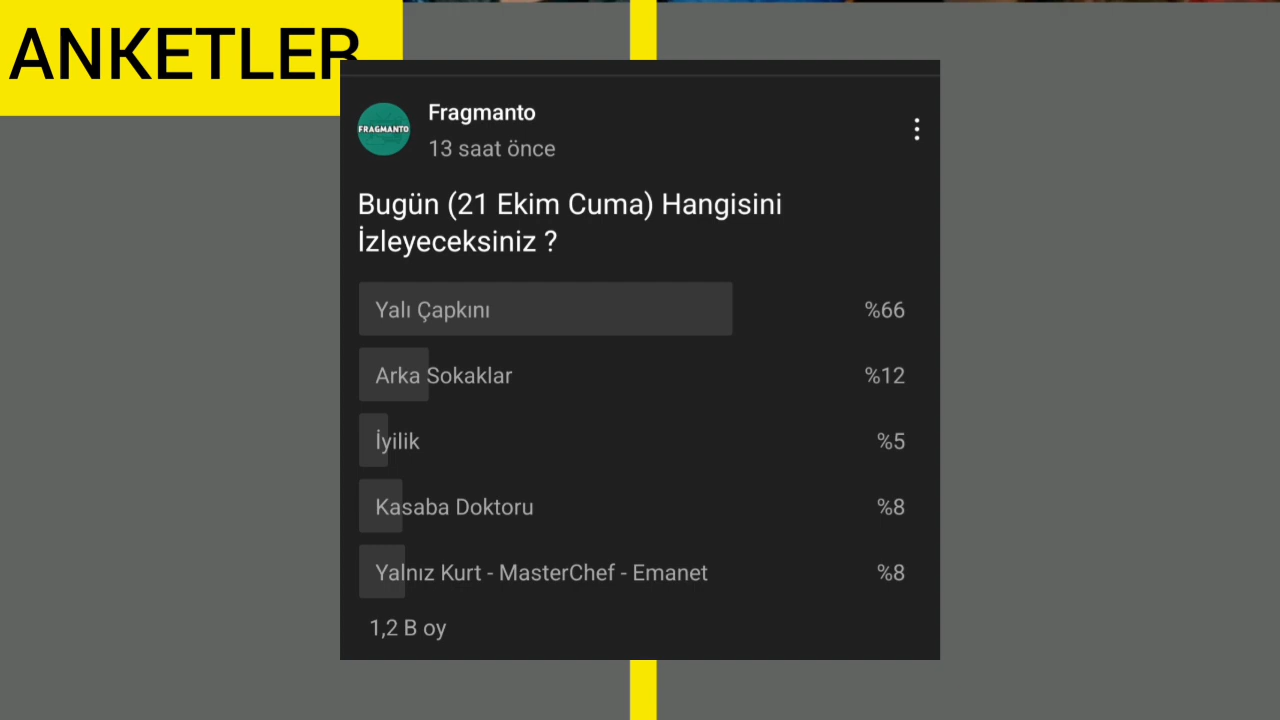 ANKETLER
FRAGMANTO
Fragmanto
13 saat önce
Bugün (21 Ekim Cuma) Hangisini
İzleyeceksiniz ?
Yalı Çapkını %66
Arka Sokaklar %12
İyilik %5
Kasaba Doktoru %8
Yalnız Kurt - MasterChef - Emanet %8
1,2 B oy